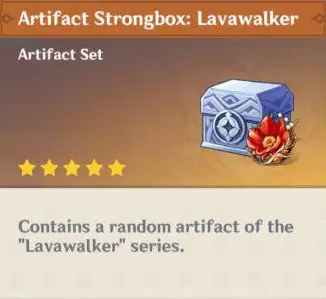 Artifact Strongbox: Lavawalker
Artifact Set
Contains a random artifact of the
"Lavawalker" series.